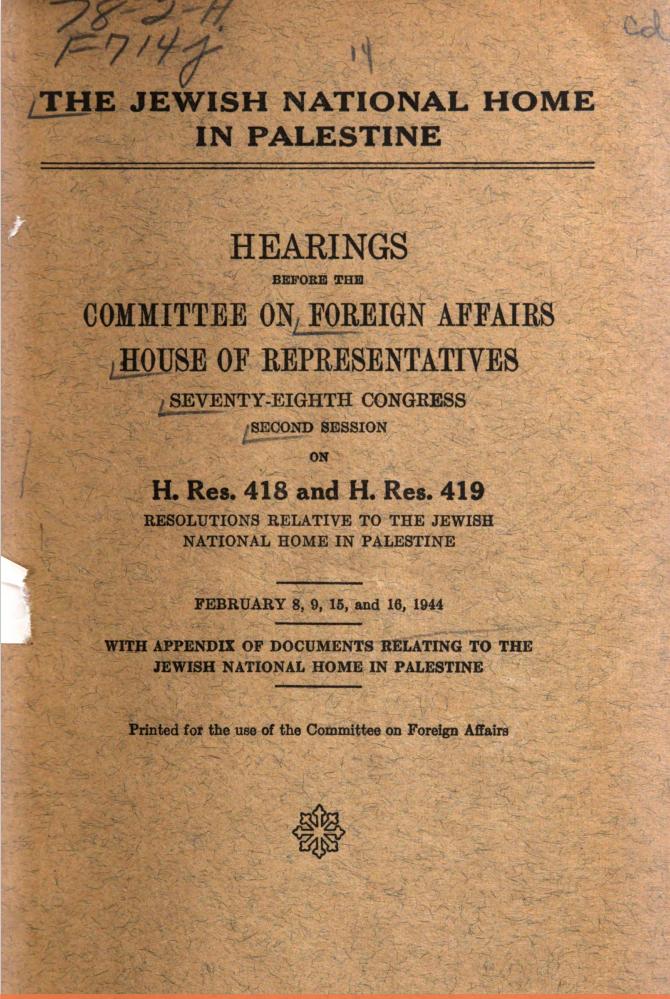 78-2-H
F714j
14
cd
THE JEWISH NATIONAL HOME
IN PALESTINE
HEARINGS
BEFORE THE
COMMITTEE ON FOREIGN AFFAIRS
HOUSE OF REPRESENTATIVES
SEVENTY-EIGHTH CONGRESS
SECOND SESSION
ON
H. Res. 418 and H. Res. 419
RESOLUTIONS RELATIVE TO THE JEWISH
NATIONAL HOME IN PALESTINE
FEBRUARY 8, 9, 15, and 16, 1944
WITH APPENDIX OF DOCUMENTS RELATING TO THE
JEWISH NATIONAL HOME IN PALESTINE
Printed for the use of the Committee on Foreign Affairs